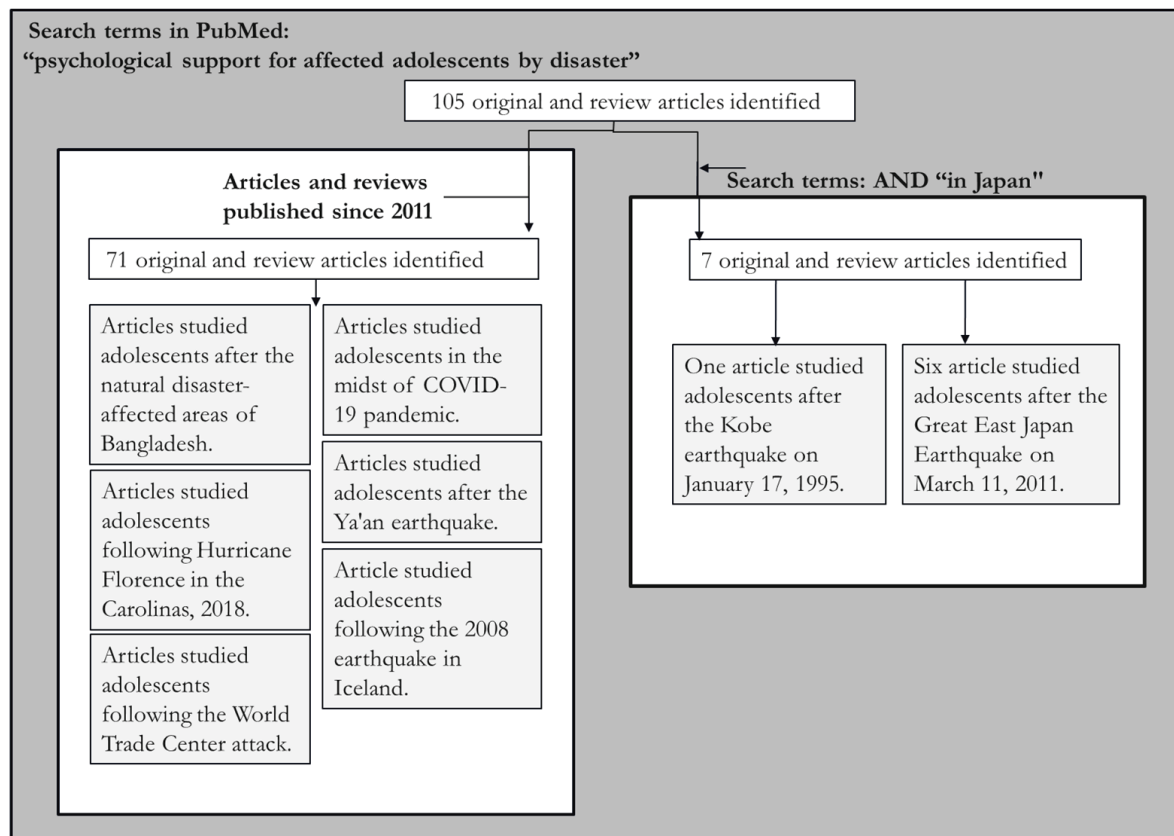 Search terms in PubMed:
“psychological support for affected adolescents by disaster”
105 original and review articles identified
Articles and reviews
published since 2011
71 original and review articles identified
Articles studied
adolescents after the
natural disaster-
affected areas of
Bangladesh.
Articles studied
adolescents
following Hurricane
Florence in the
Carolinas, 2018.
Articles studied
adolescents
following the World
Trade Center attack.
Articles studied
adolescents in the
midst of COVID-
19 pandemic.
Articles studied
adolescents after the
Ya'an earthquake.
Article studied
adolescents
following the 2008
earthquake in
Iceland.
Search terms: AND “in Japan"
7 original and review articles identified
One article studied
adolescents after
the Kobe
earthquake on
January 17, 1995.
Six article studied
adolescents after the
Great East Japan
Earthquake on
March 11, 2011.